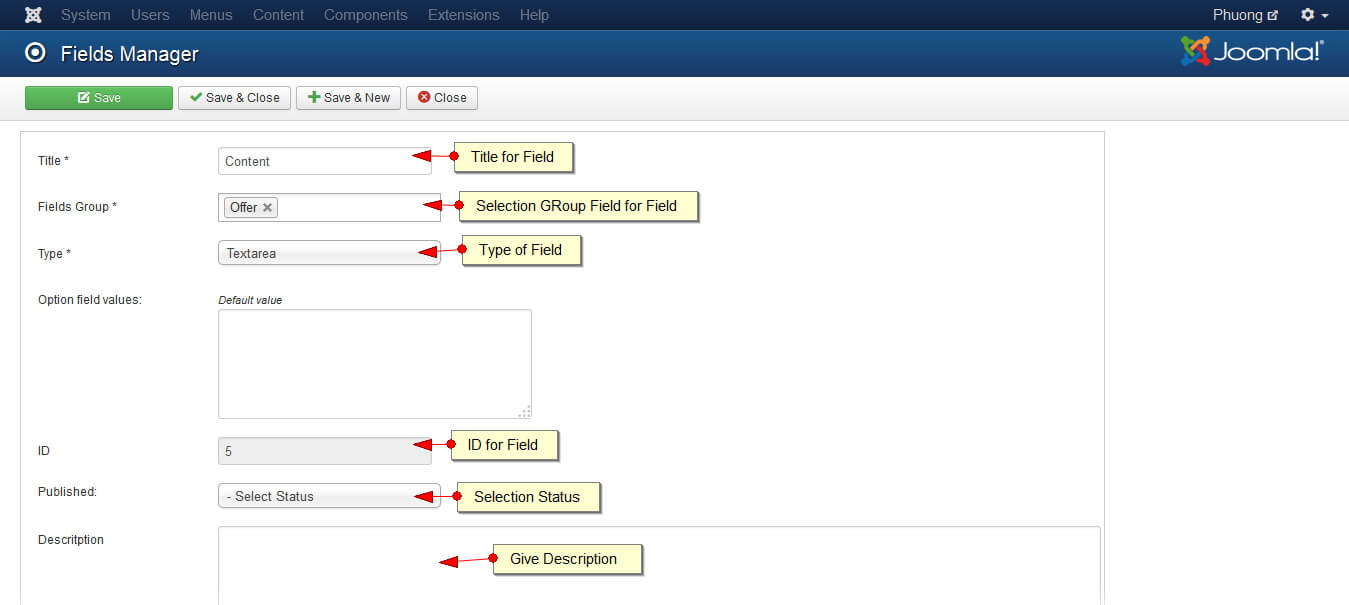 System Users Menus Content Components Extensions Help Phuong
Fields Manager Joomla!®
Save Save & Close Save & New Close
Title * Content Title for Field
Fields Group * Offer Selection GRoup Field for Field
Type * Textarea Type of Field
Option field values: Default value
ID 5 ID for Field
Published: - Select Status Selection Status
Descritption Give Description